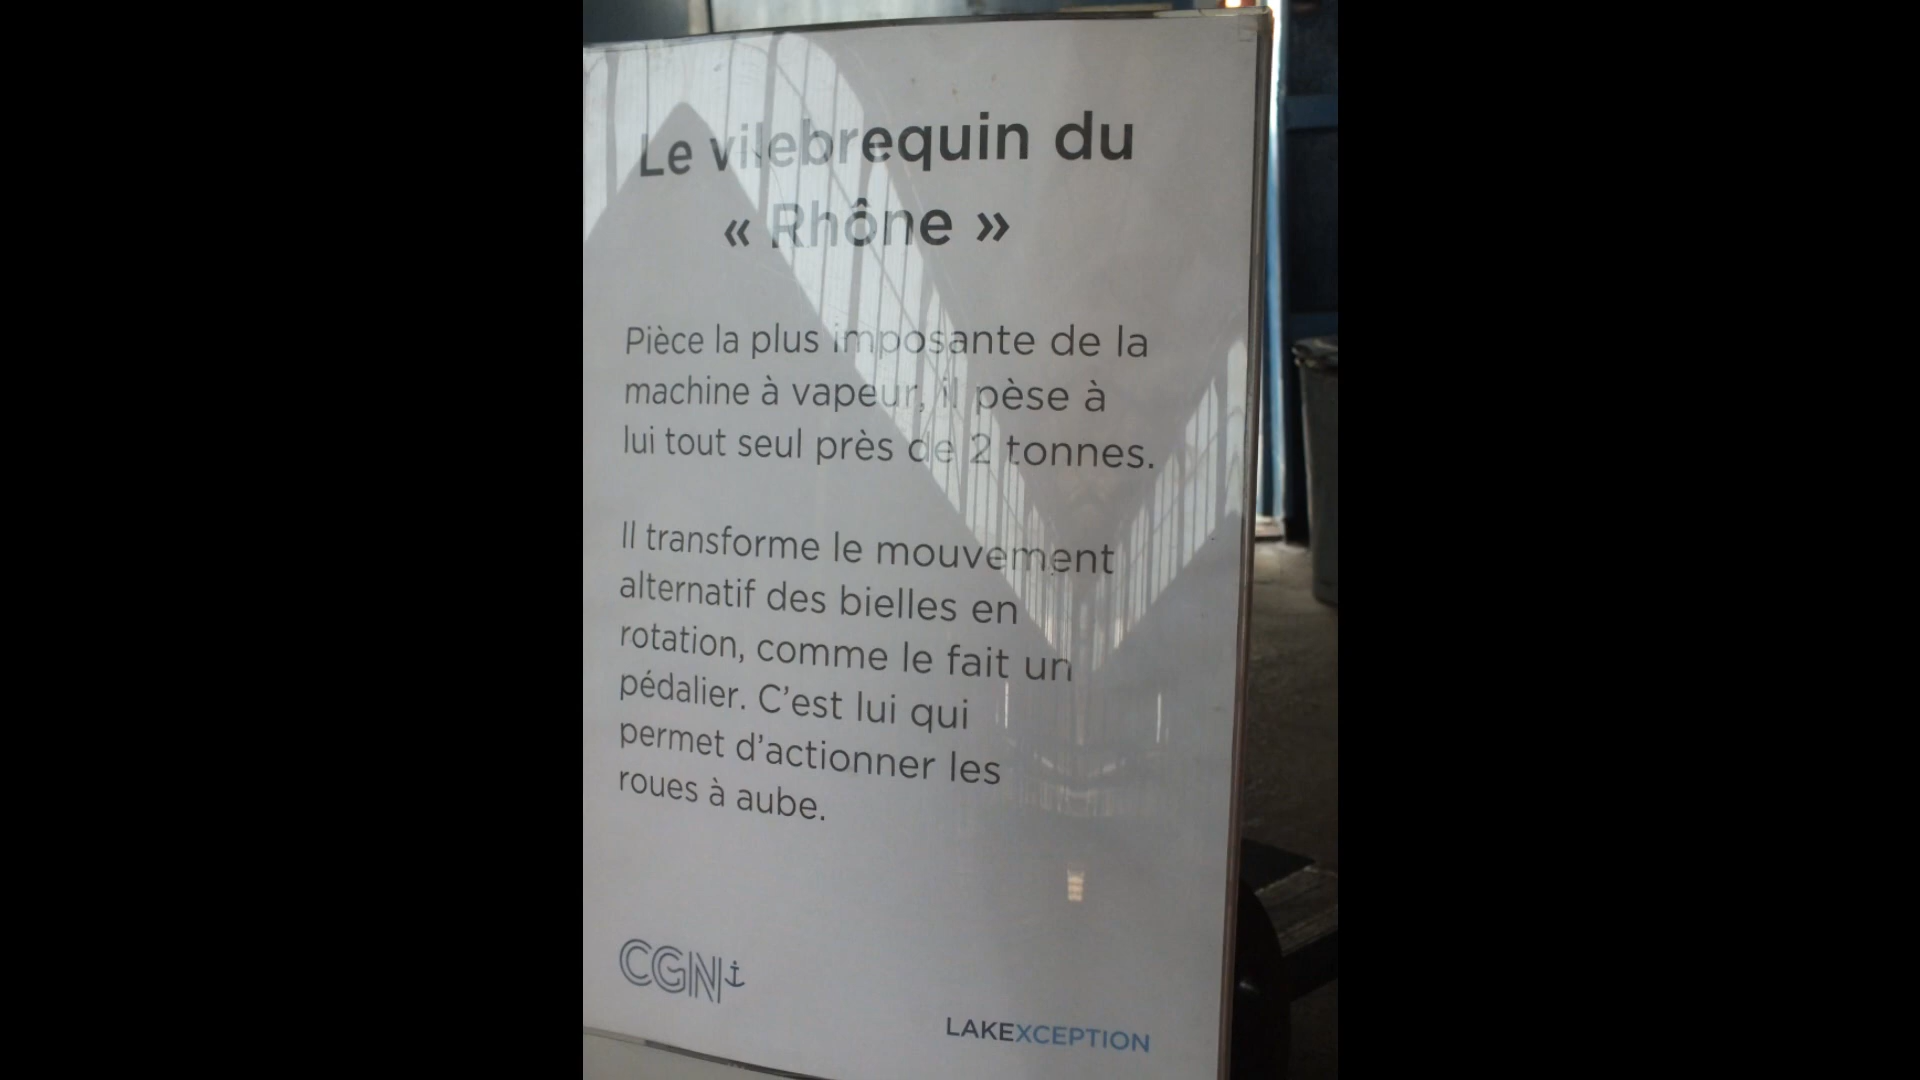 Le vilebrequin du
« Rhône »
Pièce la plus imposante de la
machine à vapeur, il pèse à
lui tout seul près de 2 tonnes.
Il transforme le mouvement
alternatif des bielles en
rotation, comme le fait un
pédalier. C’est lui qui
permet d’actionner les
roues à aube.
CGN
LAKEXCEPTION